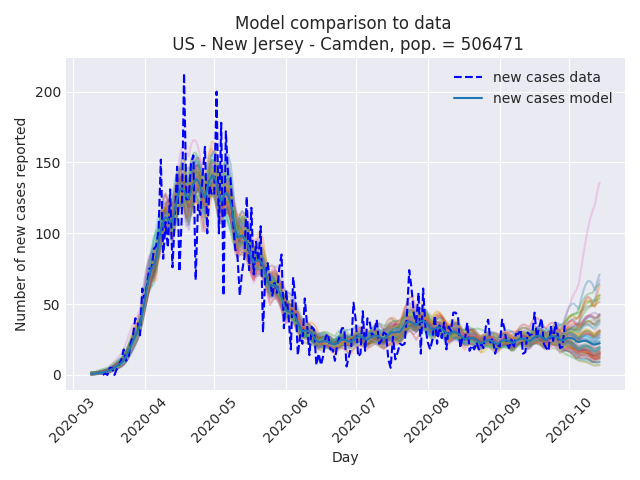 Model comparison to data
US - New Jersey - Camden, pop. = 506471
new cases data
new cases model
Number of new cases reported
200
150
100
50
0
2020-03
2020-04
2020-05
2020-06
2020-07
2020-08
2020-09
2020-10
Day